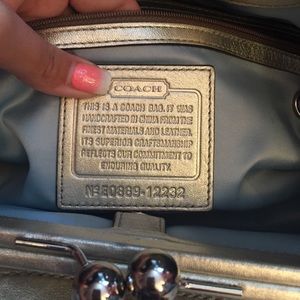 COACH
THIS IS A COACH BAG. IT WAS
HANDCRAFTED IN CHINA FROM THE
FINEST MATERIALS AND LEATHER.
ITS SUPERIOR CRAFTSMANSHIP
REFLECTS OUR COMMITMENT TO
ENDURING QUALITY.
NºE0889-12232